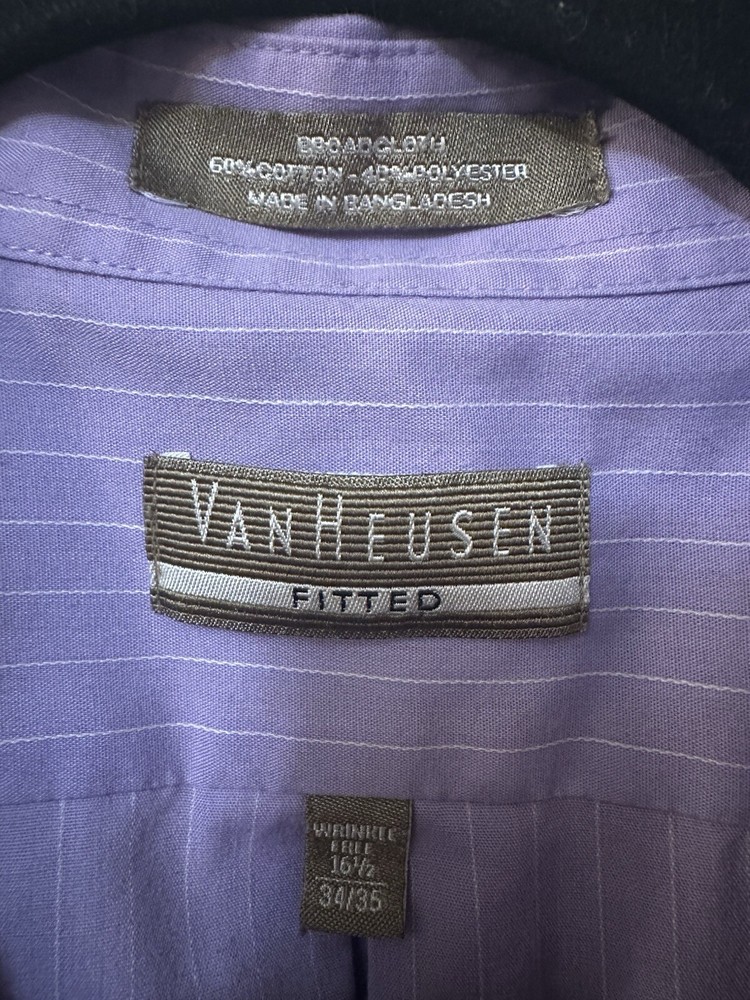 BROADCLOTH
60% COTTON - 40% POLYESTER
MADE IN BANGLADESH
VAN HEUSEN
FITTED
WRINKLE
FREE
16½
34/35